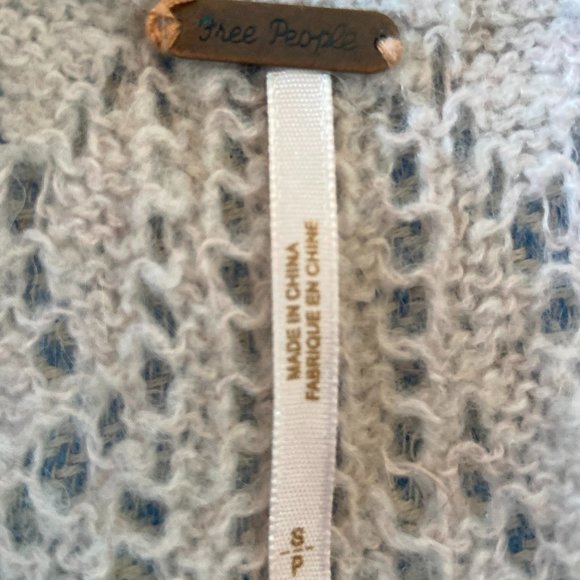 Free People
MADE IN CHINA
FABRIQUE EN CHINE
S/P